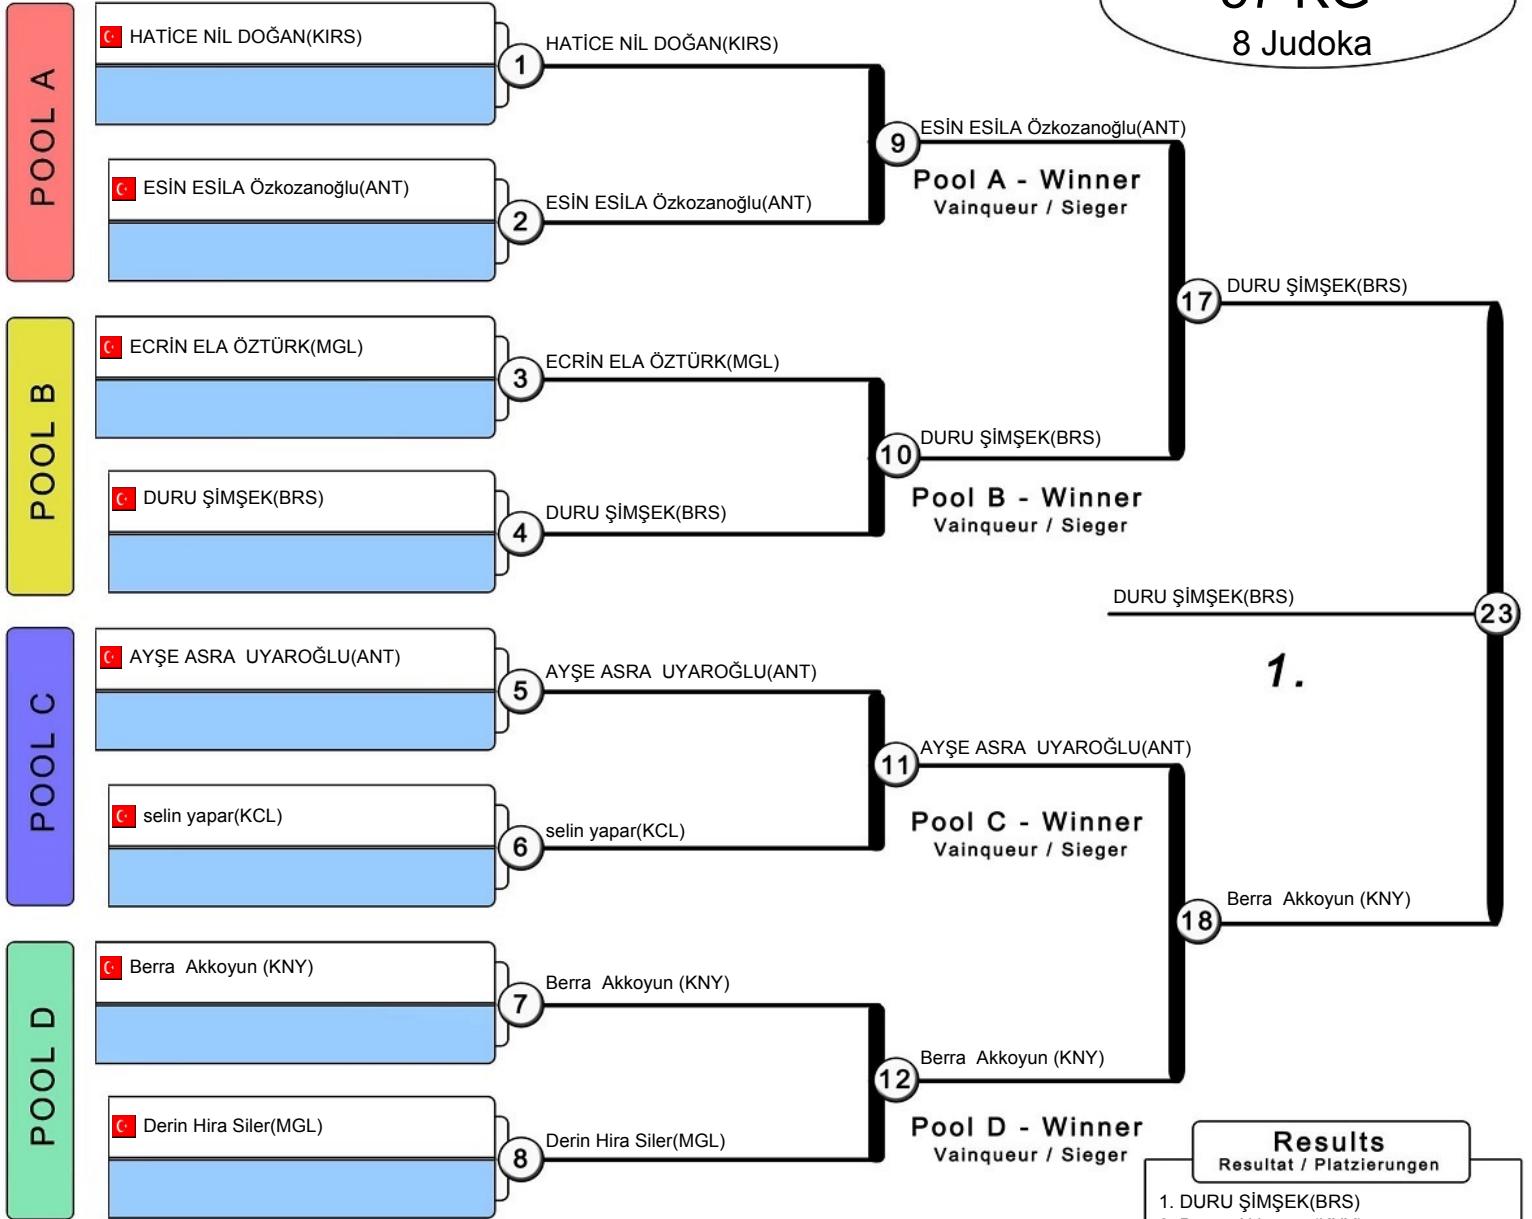 KG
8 Judoka
POOL A
HATİCE NİL DOĞAN(KIRS)
1
HATİCE NİL DOĞAN(KIRS)
ESİN ESİLA Özkozanoğlu(ANT)
2
ESİN ESİLA Özkozanoğlu(ANT)
9
ESİN ESİLA Özkozanoğlu(ANT)
Pool A - Winner
Vainqueur / Sieger
POOL B
ECRİN ELA ÖZTÜRK(MGL)
3
ECRİN ELA ÖZTÜRK(MGL)
DURU ŞİMŞEK(BRS)
4
DURU ŞİMŞEK(BRS)
10
DURU ŞİMŞEK(BRS)
Pool B - Winner
Vainqueur / Sieger
17
DURU ŞİMŞEK(BRS)
POOL C
AYŞE ASRA  UYAROĞLU(ANT)
5
AYŞE ASRA  UYAROĞLU(ANT)
selin yapar(KCL)
6
selin yapar(KCL)
11
AYŞE ASRA  UYAROĞLU(ANT)
Pool C - Winner
Vainqueur / Sieger
POOL D
Berra  Akkoyun (KNY)
7
Berra  Akkoyun (KNY)
Derin Hira Siler(MGL)
8
Derin Hira Siler(MGL)
12
Berra  Akkoyun (KNY)
Pool D - Winner
Vainqueur / Sieger
18
Berra  Akkoyun (KNY)
DURU ŞİMŞEK(BRS)
23
1.
Results
Resultat / Platzierungen
1. DURU ŞİMŞEK(BRS)